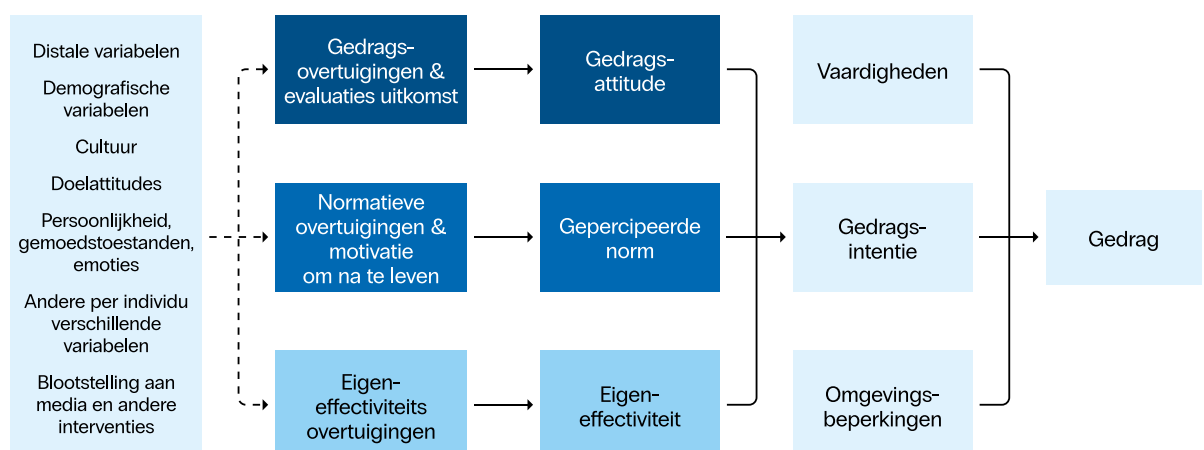 Distale variabelen
Demografische
variabelen
Cultuur
Doelattitudes
Persoonlijkheid,
gemoedstoestanden,
emoties
Andere per individu
verschillende
variabelen
Blootstelling aan
media en andere
interventies
Gedrags-
overtuigingen &
evaluaties uitkomst
Normatieve
overtuigingen &
motivatie
om na te leven
Eigen-
effectiviteits
overtuigingen
Gedrags-
attitude
Gepercipeerde
norm
Eigen-
effectiviteit
Vaardigheden
Gedrags-
intentie
Omgevings-
beperkingen
Gedrag